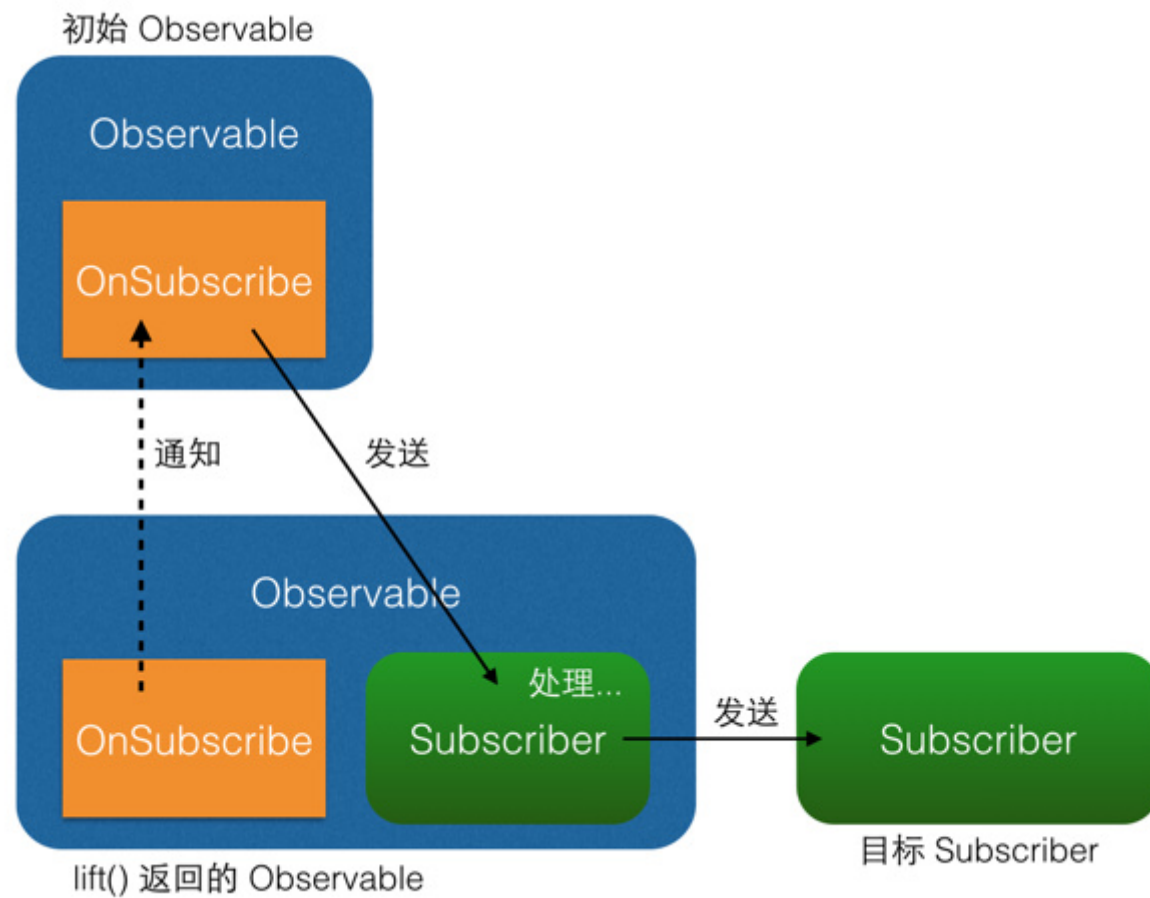 初始 Observable
Observable
OnSubscribe
通知
发送
Observable
处理...
OnSubscribe
Subscriber
发送
Subscriber
目标 Subscriber
lift() 返回的 Observable